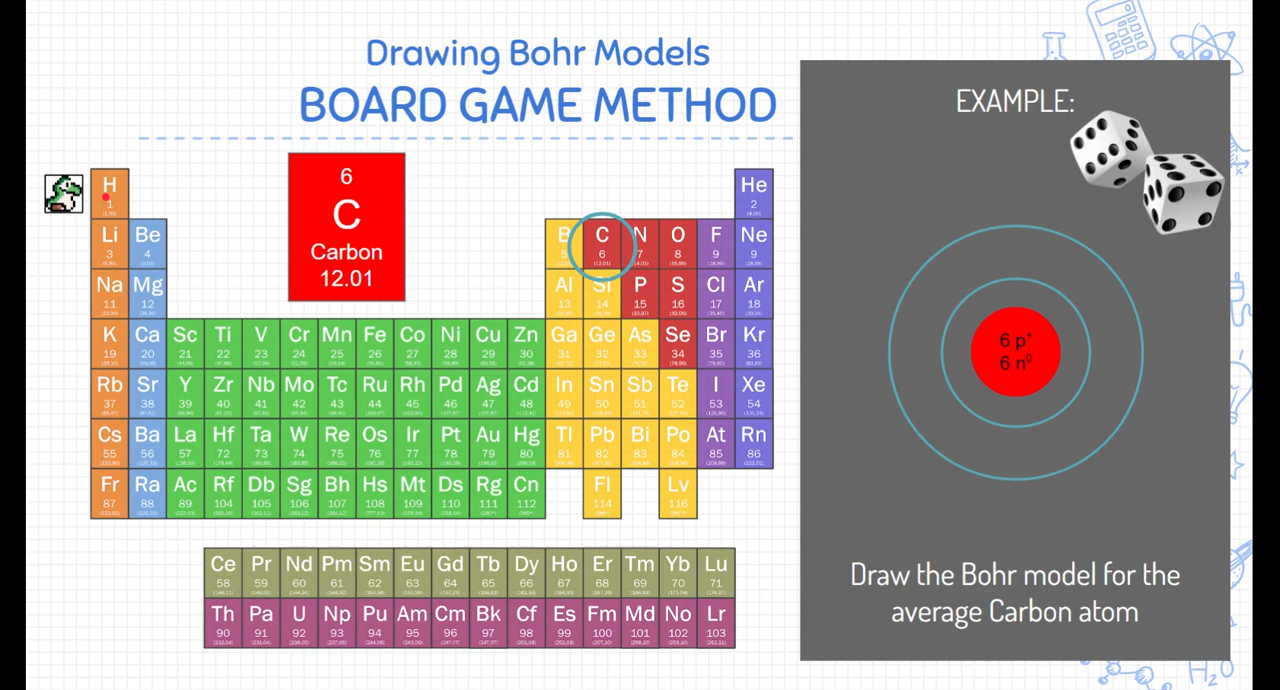 Drawing Bohr Models
BOARD GAME METHOD
EXAMPLE:
6
C
Carbon
12.01
H He
1 2
Li Be B C N O F Ne
3 4 5 6 7 8 9 9
(12.01)
Na Mg Al Si P S Cl Ar
11 12 13 14 15 16 17 18
K Ca Sc Ti V Cr Mn Fe Co Ni Cu Zn Ga Ge As Se Br Kr
19 20 21 22 23 24 25 26 27 28 29 30 31 32 33 34 35 36
Rb Sr Y Zr Nb Mo Tc Ru Rh Pd Ag Cd In Sn Sb Te I Xe
37 38 39 40 41 42 43 44 45 46 47 48 49 50 51 52 53 54
Cs Ba La Hf Ta W Re Os Ir Pt Au Hg Tl Pb Bi Po At Rn
55 56 57 72 73 74 75 76 77 78 79 80 81 82 83 84 85 86
Fr Ra Ac Rf Db Sg Bh Hs Mt Ds Rg Cn Fl Lv
87 88 89 104 105 106 107 108 109 110 111 112 114 116
Ce Pr Nd Pm Sm Eu Gd Tb Dy Ho Er Tm Yb Lu
58 59 60 61 62 63 64 65 66 67 68 69 70 71
Th Pa U Np Pu Am Cm Bk Cf Es Fm Md No Lr
90 91 92 93 94 95 96 97 98 99 100 101 102 103
6 p⁺
6 n⁰
Draw the Bohr model for the
average Carbon atom
H₂O